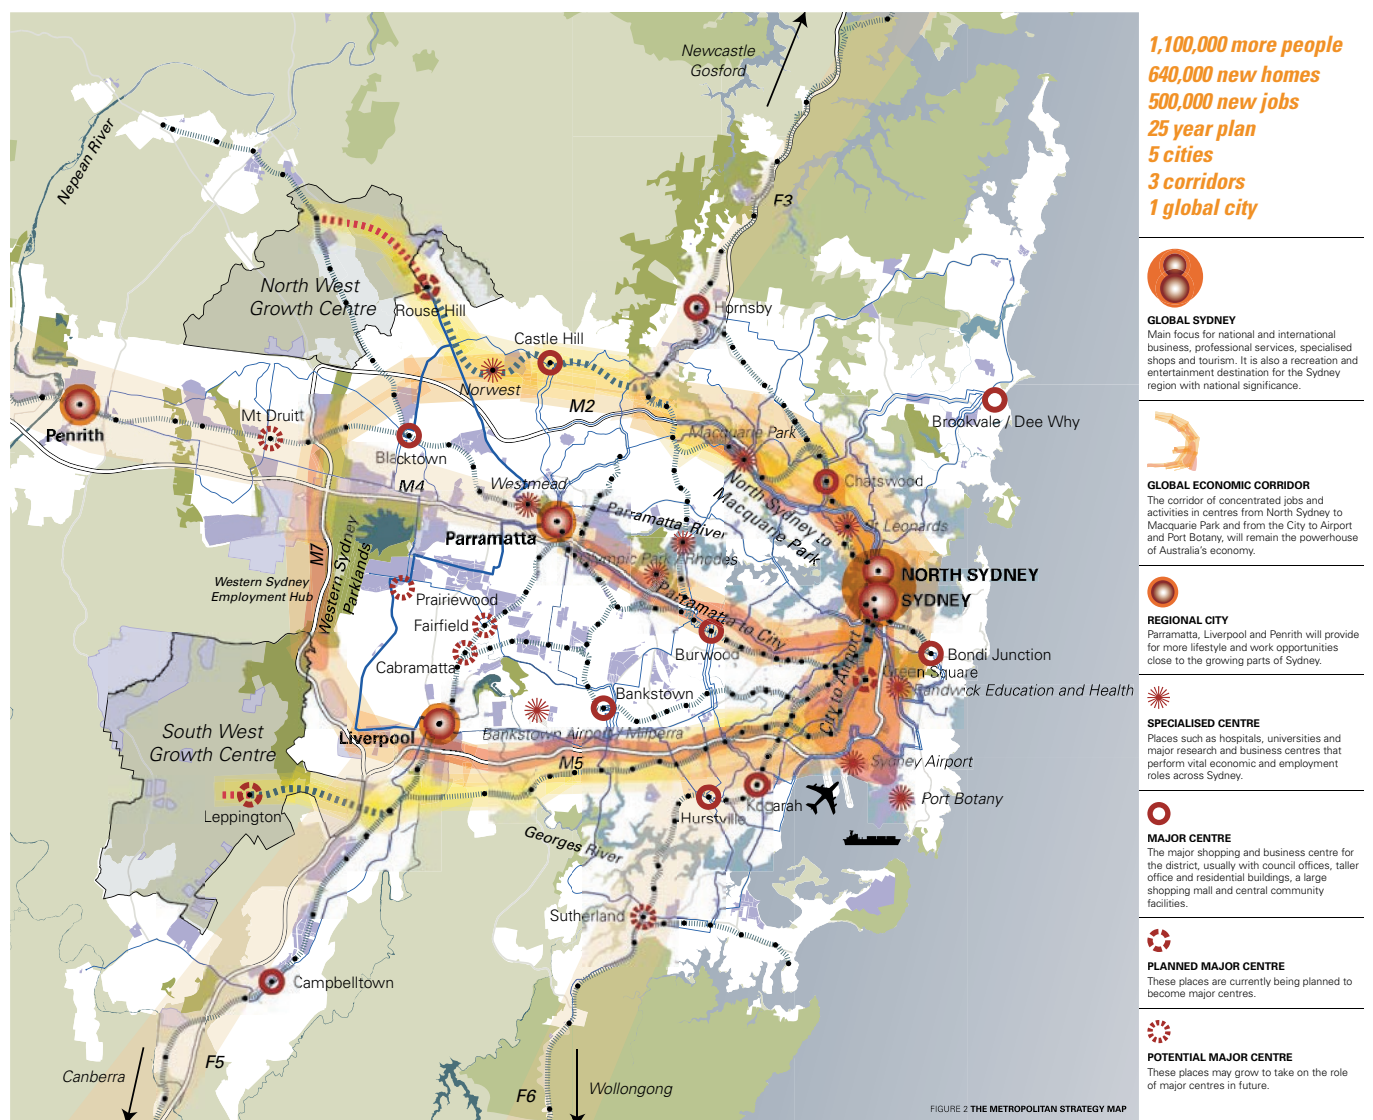 Newcastle
Gosford
Nepean River
F3
North West
Growth Centre
Rouse Hill
Hornsby
Castle Hill
Norwest
M2
Brookvale / Dee Why
Penrith
Mt Druitt
Blacktown
Macquarie Park
Chatswood
M4
Westmead
North Sydney to
Macquarie Park
St Leonards
Parramatta River
Parramatta
Olympic Park / Rhodes
M7
Western Sydney
Parklands
Western Sydney
Employment Hub
NORTH SYDNEY
SYDNEY
Prairiewood
Fairfield
Cabramatta
Parramatta to City
Burwood
Bondi Junction
Green Square
Randwick Education and Health
City to Airport
Bankstown
Bankstown Airport / Milperra
South West
Growth Centre
Liverpool
M5
Sydney Airport
Port Botany
Leppington
Kogarah
Hurstville
Georges River
Sutherland
Campbelltown
F5
Canberra
F6
Wollongong
FIGURE 2 THE METROPOLITAN STRATEGY MAP
1,100,000 more people
640,000 new homes
500,000 new jobs
25 year plan
5 cities
3 corridors
1 global city
GLOBAL SYDNEY
Main focus for national and international
business, professional services, specialised
shops and tourism. It is also a recreation and
entertainment destination for the Sydney
region with national significance.
GLOBAL ECONOMIC CORRIDOR
The corridor of concentrated jobs and
activities in centres from North Sydney to
Macquarie Park and from the City to Airport
and Port Botany, will remain the powerhouse
of Australia's economy.
REGIONAL CITY
Parramatta, Liverpool and Penrith will provide
for more lifestyle and work opportunities
close to the growing parts of Sydney.
SPECIALISED CENTRE
Places such as hospitals, universities and
major research and business centres that
perform vital economic and employment
roles across Sydney.
MAJOR CENTRE
The major shopping and business centre for
the district, usually with council offices, taller
office and residential buildings, a large
shopping mall and central community
facilities.
PLANNED MAJOR CENTRE
These places are currently being planned to
become major centres.
POTENTIAL MAJOR CENTRE
These places may grow to take on the role
of major centres in future.